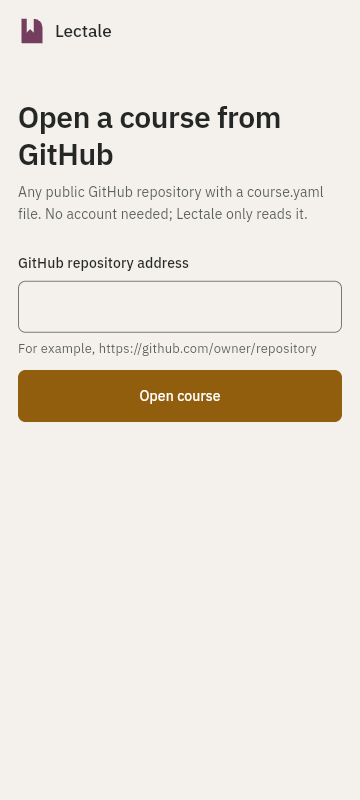 Lectale
Open a course from
GitHub
Any public GitHub repository with a course.yaml
file. No account needed; Lectale only reads it.
GitHub repository address
For example, https://github.com/owner/repository
Open course